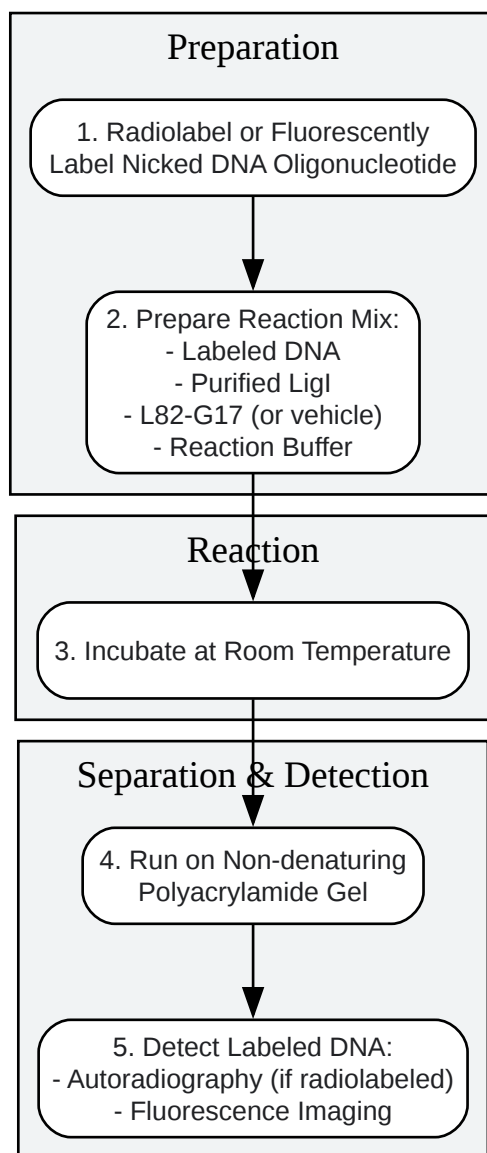 Preparation
1. Radiolabel or Fluorescently
Label Nicked DNA Oligonucleotide
2. Prepare Reaction Mix:
- Labeled DNA
- Purified LigI
- L82-G17 (or vehicle)
- Reaction Buffer
Reaction
3. Incubate at Room Temperature
Separation & Detection
4. Run on Non-denaturing
Polyacrylamide Gel
5. Detect Labeled DNA:
- Autoradiography (if radiolabeled)
- Fluorescence Imaging